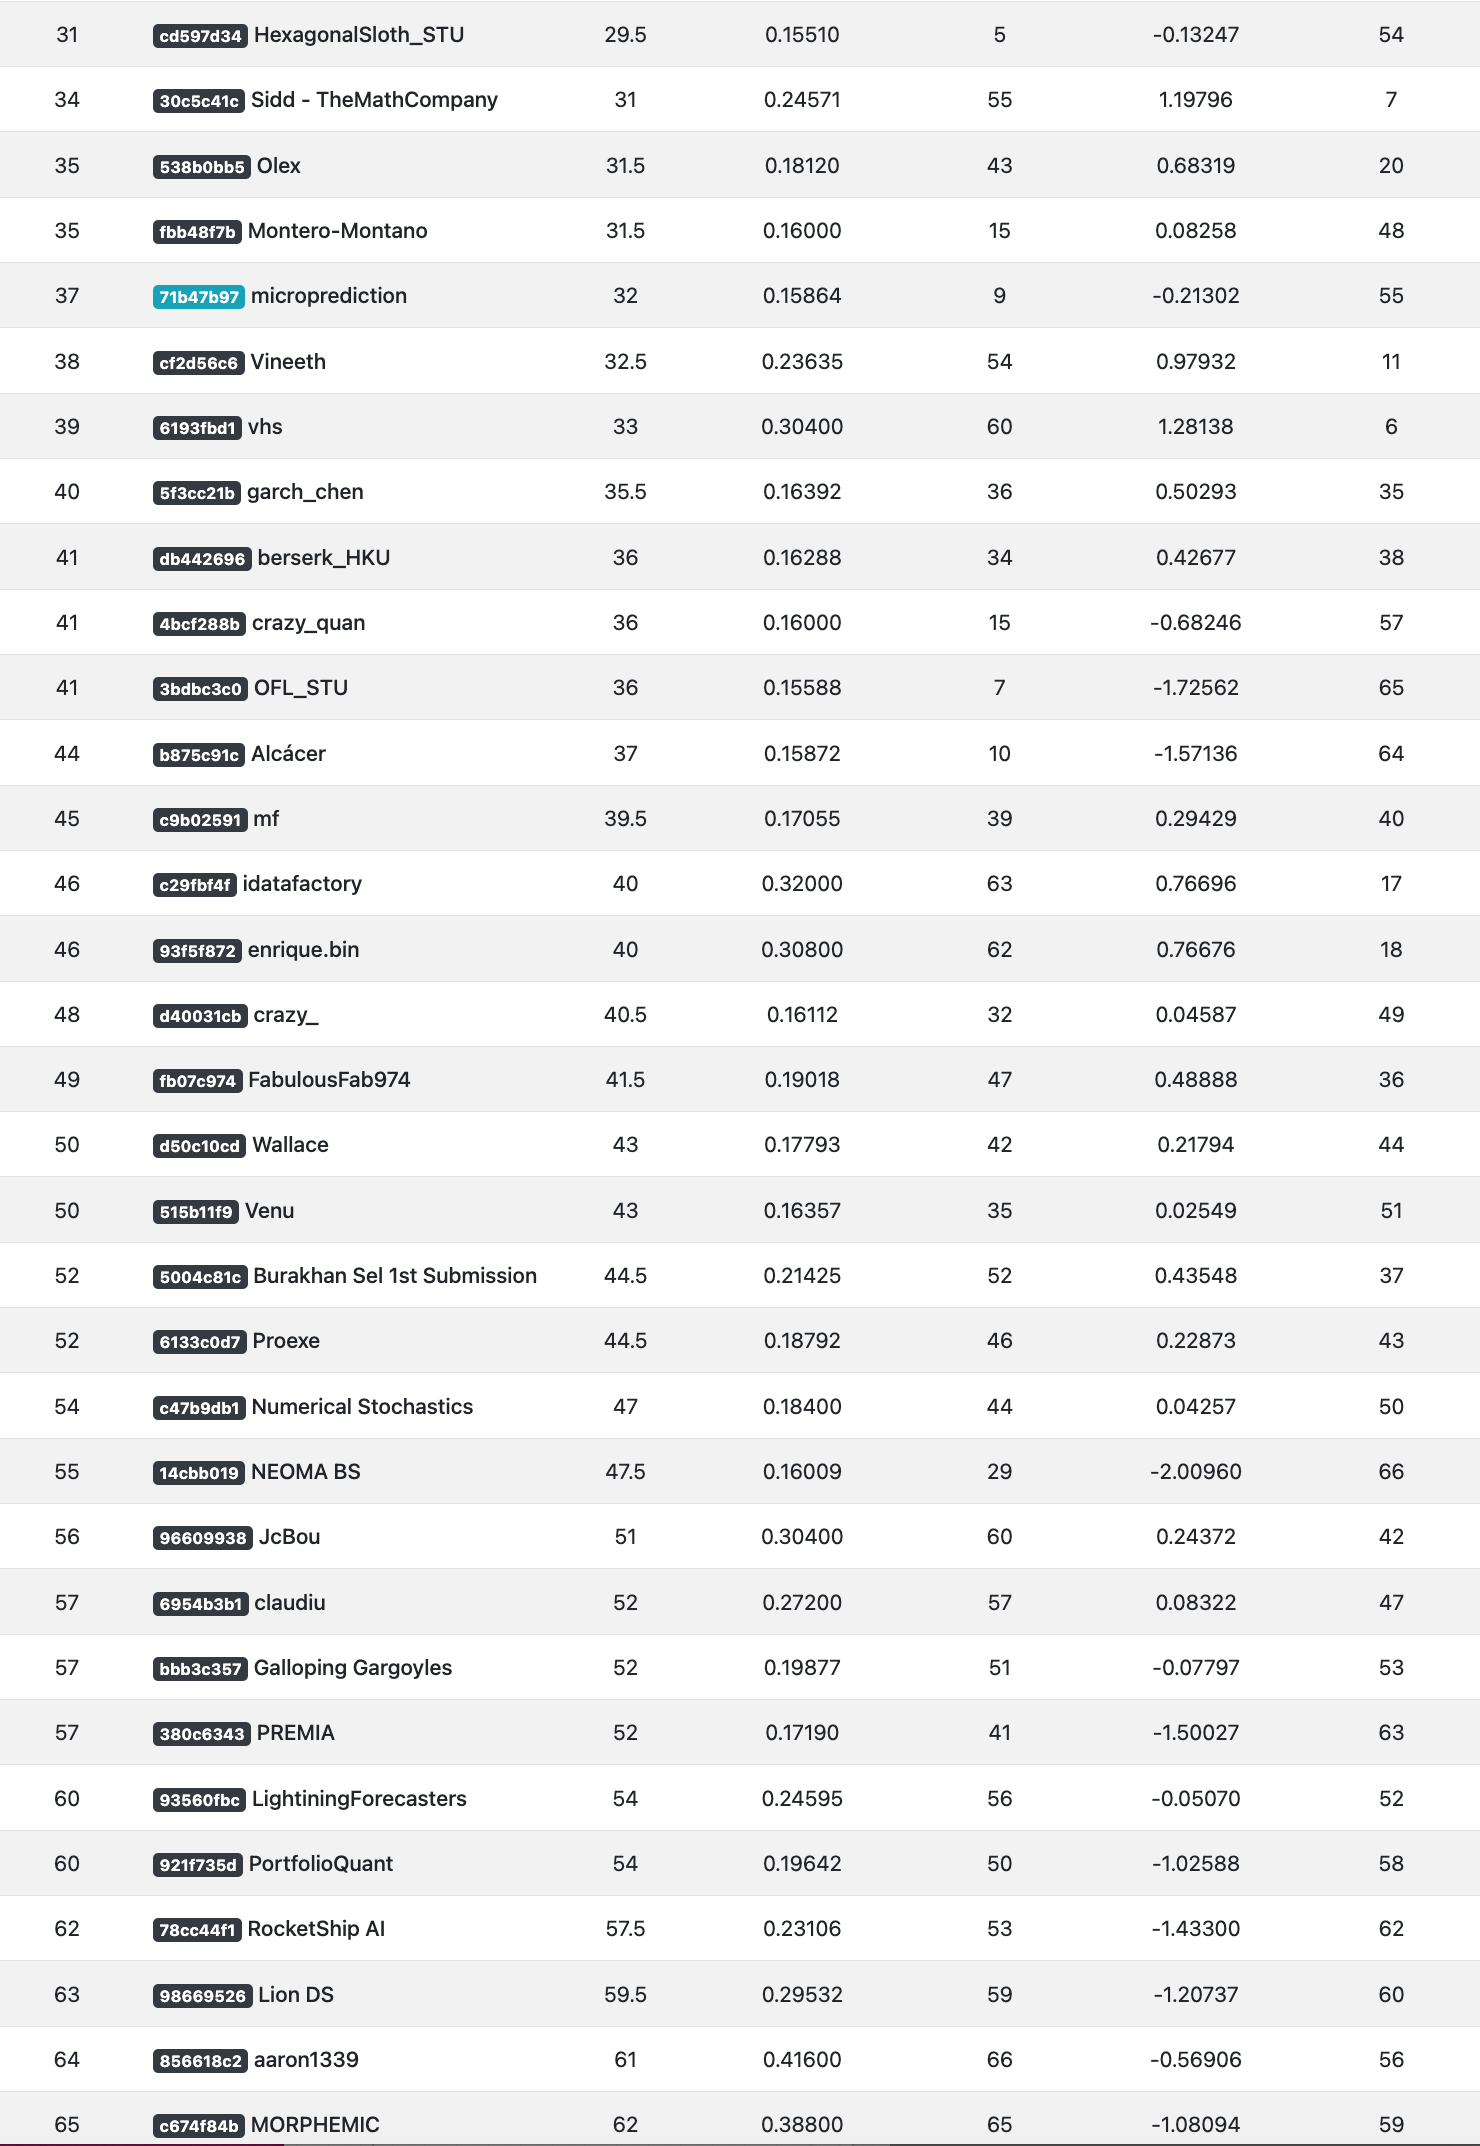 31 cd597d34 HexagonalSloth_STU 29.5 0.15510 5 -0.13247 54
34 30c5c41c Sidd - TheMathCompany 31 0.24571 55 1.19796 7
35 538b0bb5 Olex 31.5 0.18120 43 0.68319 20
35 fbb48f7b Montero-Montano 31.5 0.16000 15 0.08258 48
37 71b47b97 microprediction 32 0.15864 9 -0.21302 55
38 cf2d56c6 Vineeth 32.5 0.23635 54 0.97932 11
39 6193fbd1 vhs 33 0.30400 60 1.28138 6
40 5f3cc21b garch_chen 35.5 0.16392 36 0.50293 35
41 db442696 berserk_HKU 36 0.16288 34 0.42677 38
41 4bcf288b crazy_quan 36 0.16000 15 -0.68246 57
41 3bdbc3c0 OFL_STU 36 0.15588 7 -1.72562 65
44 b875c91c Alcácer 37 0.15872 10 -1.57136 64
45 c9b02591 mf 39.5 0.17055 39 0.29429 40
46 c29fbf4f idatafactory 40 0.32000 63 0.76696 17
46 93f5f872 enrique.bin 40 0.30800 62 0.76676 18
48 d40031cb crazy_ 40.5 0.16112 32 0.04587 49
49 fb07c974 FabulousFab974 41.5 0.19018 47 0.48888 36
50 d50c10cd Wallace 43 0.17793 42 0.21794 44
50 515b11f9 Venu 43 0.16357 35 0.02549 51
52 5004c81c Burakhan Sel 1st Submission 44.5 0.21425 52 0.43548 37
52 6133c0d7 Proexe 44.5 0.18792 46 0.22873 43
54 c47b9db1 Numerical Stochastics 47 0.18400 44 0.04257 50
55 14cbb019 NEOMA BS 47.5 0.16009 29 -2.00960 66
56 96609938 JcBou 51 0.30400 60 0.24372 42
57 6954b3b1 claudiu 52 0.27200 57 0.08322 47
57 bbb3c357 Galloping Gargoyles 52 0.19877 51 -0.07797 53
57 380c6343 PREMIA 52 0.17190 41 -1.50027 63
60 93560fbc LightiningForecasters 54 0.24595 56 -0.05070 52
60 921f735d PortfolioQuant 54 0.19642 50 -1.02588 58
62 78cc44f1 RocketShip AI 57.5 0.23106 53 -1.43300 62
63 98669526 Lion DS 59.5 0.29532 59 -1.20737 60
64 856618c2 aaron1339 61 0.41600 66 -0.56906 56
65 c674f84b MORPHEMIC 62 0.38800 65 -1.08094 59